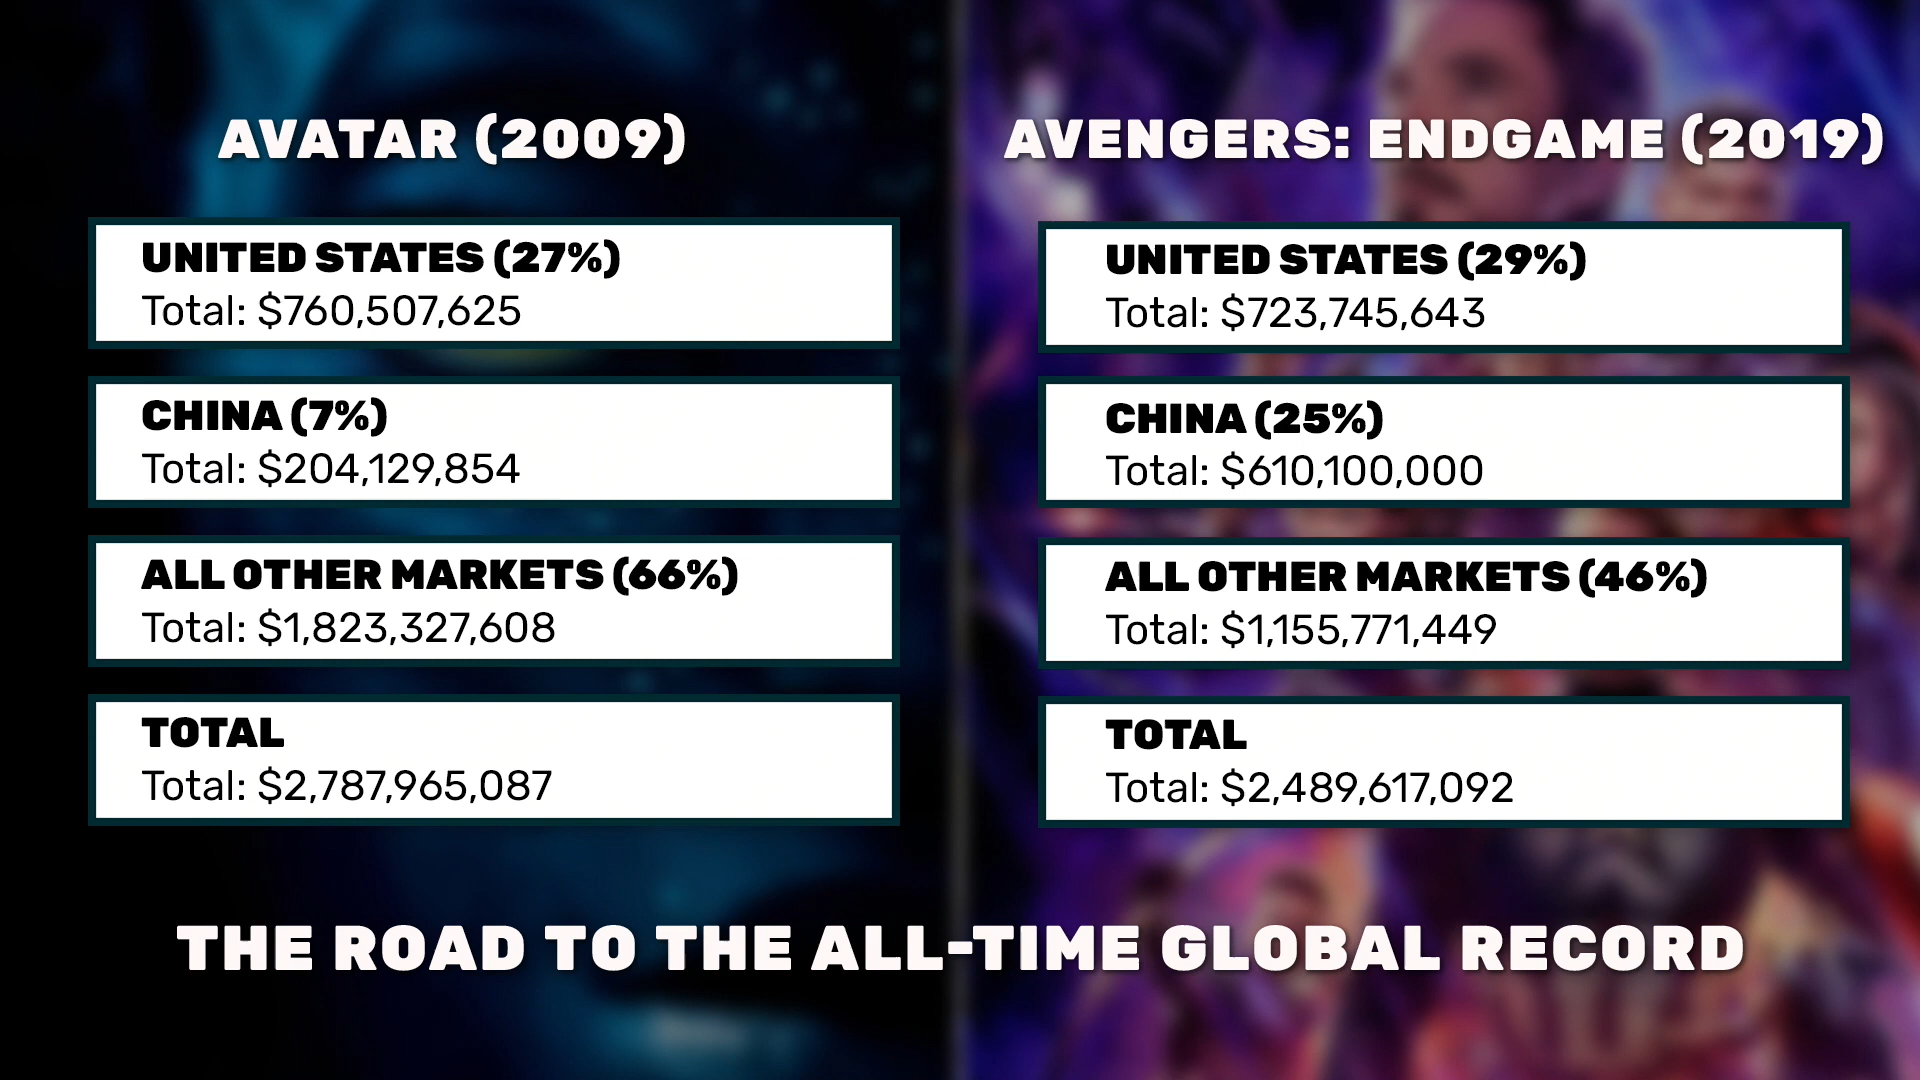 AVATAR (2009)
UNITED STATES (27%)
Total: $760,507,625
CHINA (7%)
Total: $204,129,854
ALL OTHER MARKETS (66%)
Total: $1,823,327,608
TOTAL
Total: $2,787,965,087
AVENGERS: ENDGAME (2019)
UNITED STATES (29%)
Total: $723,745,643
CHINA (25%)
Total: $610,100,000
ALL OTHER MARKETS (46%)
Total: $1,155,771,449
TOTAL
Total: $2,489,617,092
THE ROAD TO THE ALL-TIME GLOBAL RECORD